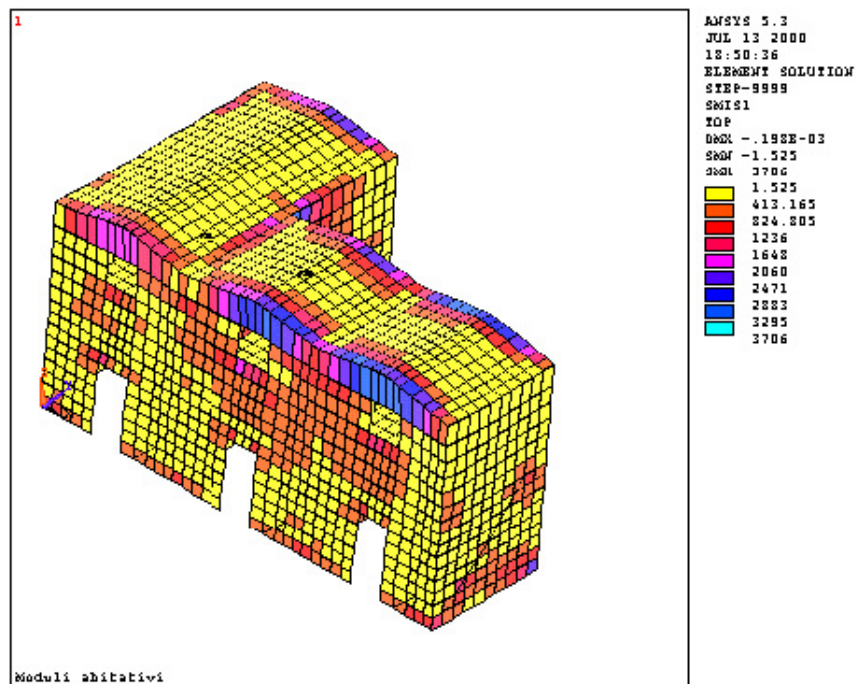 1
ANSYS 5.3
JUL 13 2000
18:50:36
ELEMENT SOLUTION
STEP=9999
SMIS1
TOP
DMX =.198E-03
SMN =1.525
SMX 3706
1.525
413.165
824.805
1236
1648
2060
2471
2883
3295
3706
Moduli abitativi